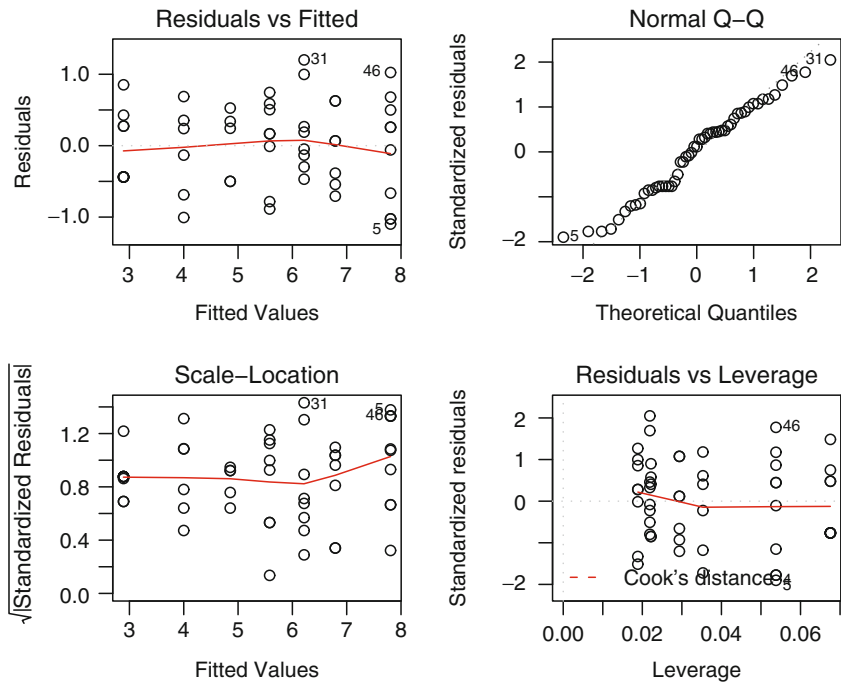 Residuals vs Fitted
Residuals
1.0
0.0
−1.0
31
46
5
3 4 5 6 7 8
Fitted Values
Normal Q−Q
Standardized residuals
2
1
0
−2
46
31
5
−2 −1 0 1 2
Theoretical Quantiles
Scale−Location
√|Standardized Residuals|
1.2
0.8
0.4
0.0
31
5
46
3 4 5 6 7 8
Fitted Values
Residuals vs Leverage
Standardized residuals
2
1
0
−2
46
4
5
Cook's distance
0.00 0.02 0.04 0.06
Leverage